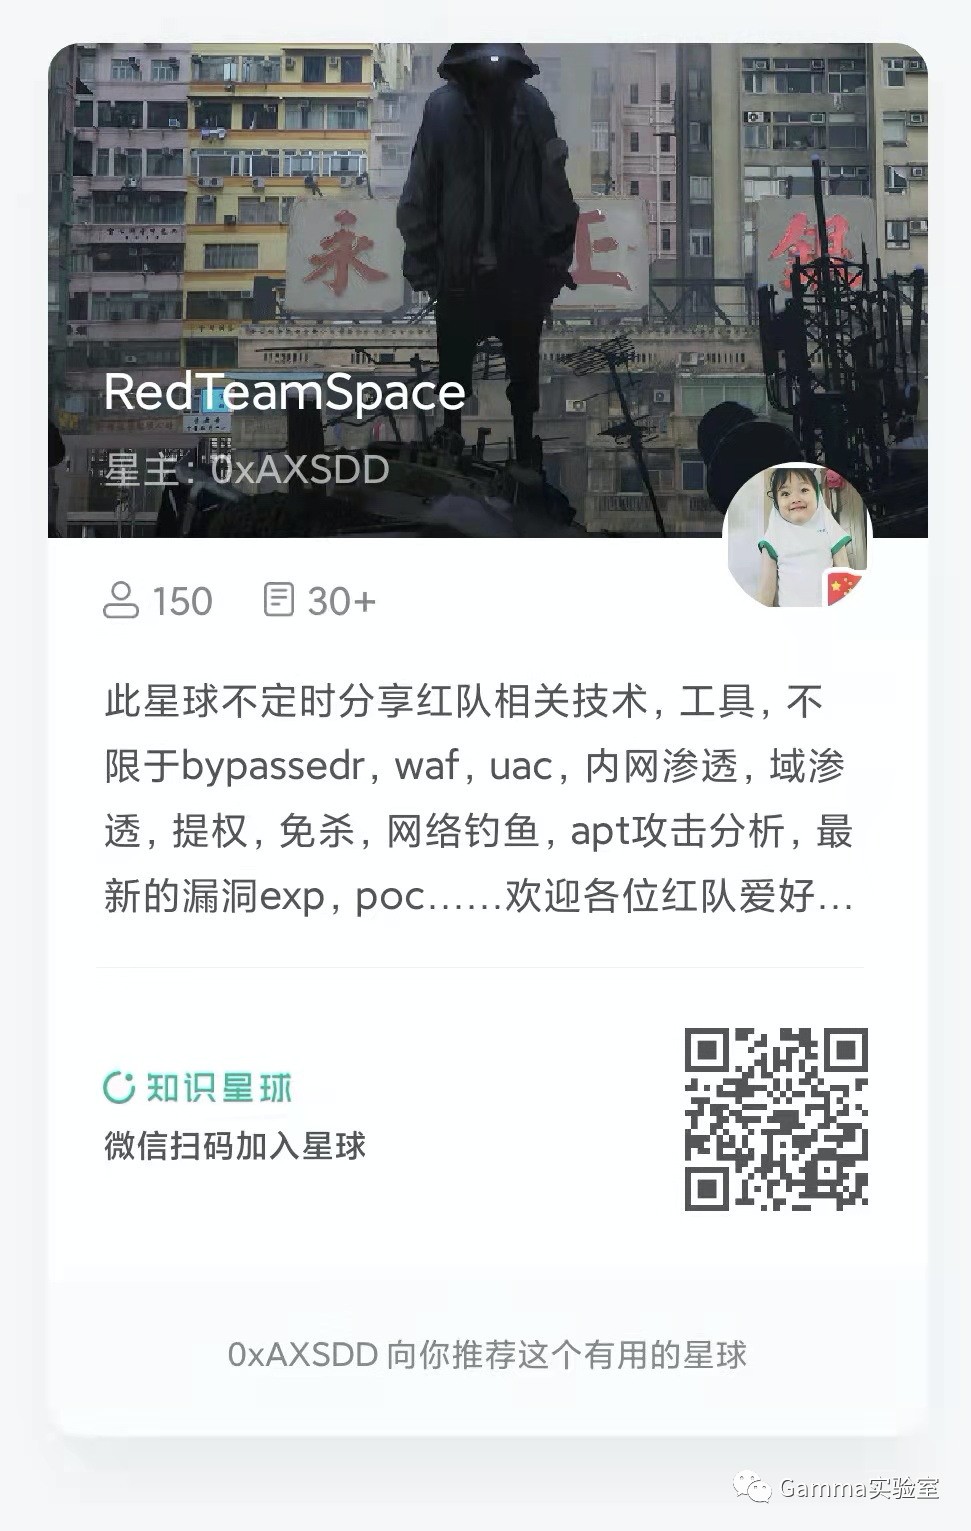 永 正 銀
RedTeamSpace
星主: 0xAXSDD
150 30+
此星球不定时分享红队相关技术, 工具, 不
限于bypassedr, waf, uac, 内网渗透, 域渗
透, 提权, 免杀, 网络钓鱼, apt攻击分析, 最
新的漏洞exp, poc……欢迎各位红队爱好...
知识星球
微信扫码加入星球
0xAXSDD 向你推荐这个有用的星球
Gamma实验室